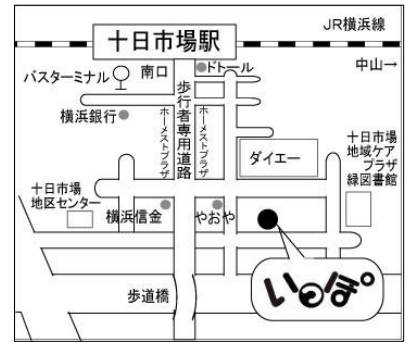 JR横浜線
十日市場駅
中山→
バスターミナル
南口
ドトール
横浜銀行
ホーメストプラザ
歩行者専用道路
ホーメストプラザ
ダイエー
十日市場
地域ケア
プラザ
緑図書館
十日市場
地区センター
横浜信金
やおや
いっぽ°
歩道橋